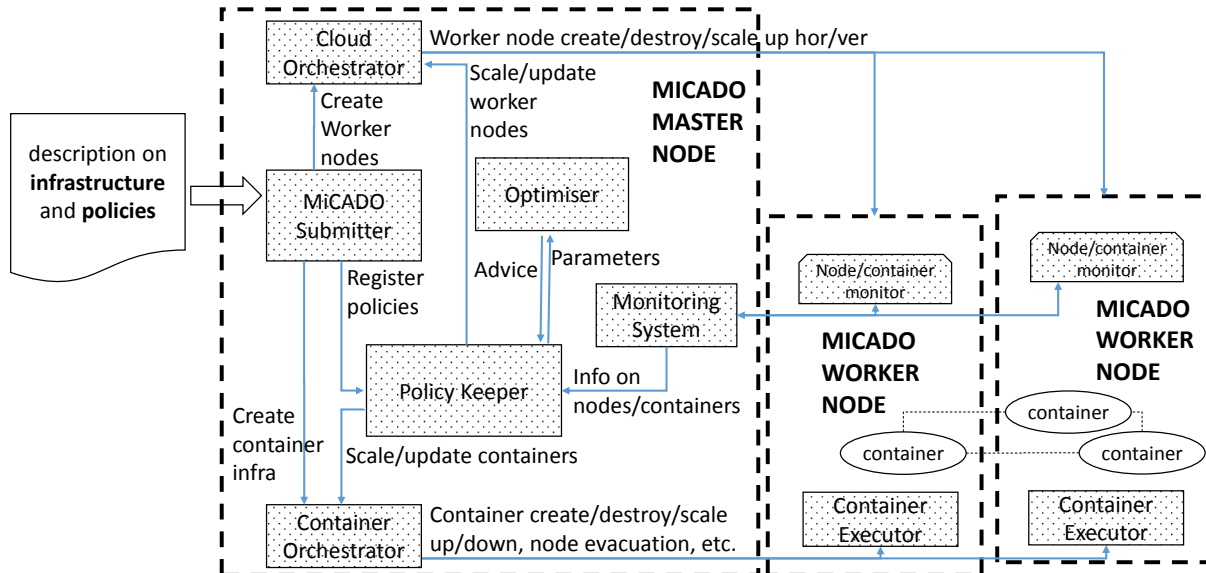 Cloud
Orchestrator
Worker node create/destroy/scale up hor/ver
Scale/update
worker
nodes
MICADO
MASTER
NODE
Create
Worker
nodes
description on
infrastructure
and policies
MiCADO
Submitter
Optimiser
Register
policies
Advice
Parameters
Monitoring
System
Node/container
monitor
Node/container
monitor
MICADO
WORKER
NODE
MICADO
WORKER
NODE
Policy Keeper
Info on
nodes/containers
Create
container
infra
Scale/update containers
container
container
container
Container
Orchestrator
Container create/destroy/scale
up/down, node evacuation, etc.
Container
Executor
Container
Executor